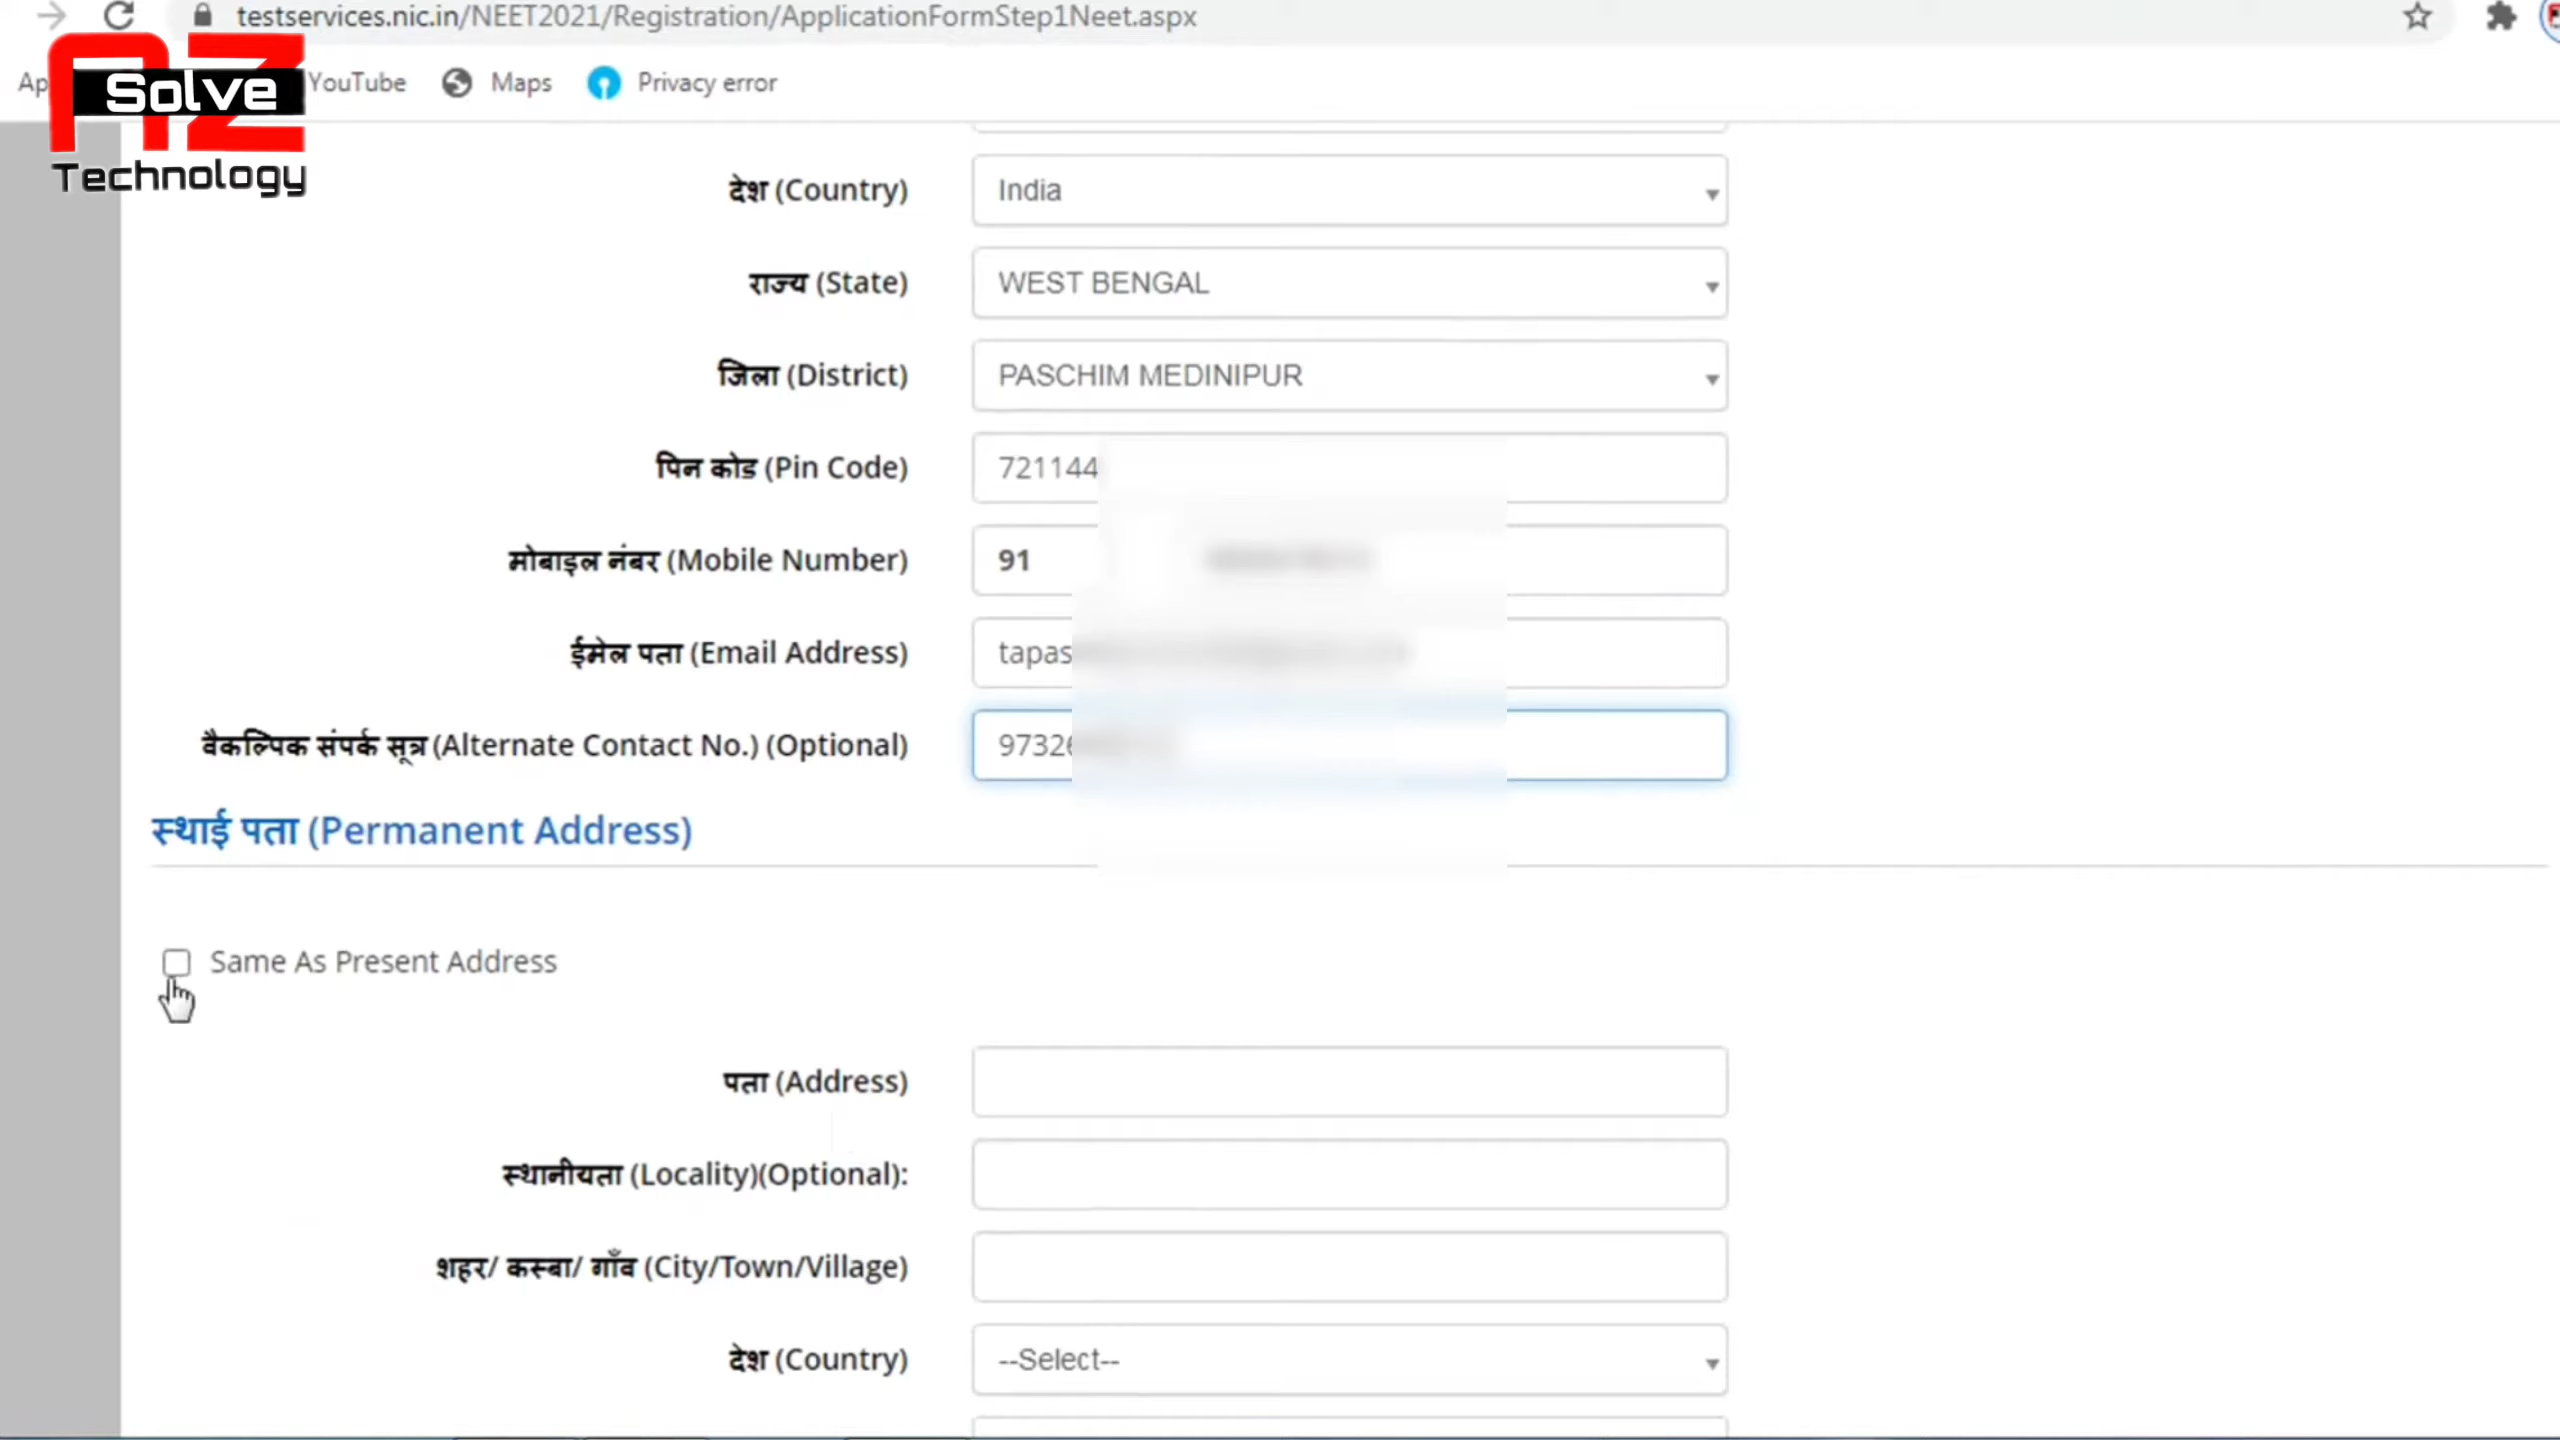 testservices.nic.in/NEET2021/Registration/ApplicationFormStep1Neet.aspx
Ap YouTube Maps Privacy error
Solve
AZ
Technology
देश (Country) India
राज्य (State) WEST BENGAL
जिला (District) PASCHIM MEDINIPUR
पिन कोड (Pin Code) 721144
मोबाइल नंबर (Mobile Number) 91
ईमेल पता (Email Address) tapas
वैकल्पिक संपर्क सूत्र (Alternate Contact No.) (Optional) 9732
स्थाई पता (Permanent Address)
Same As Present Address
पता (Address)
स्थानीयता (Locality)(Optional):
शहर/ कस्बा/ गाँव (City/Town/Village)
देश (Country) --Select--